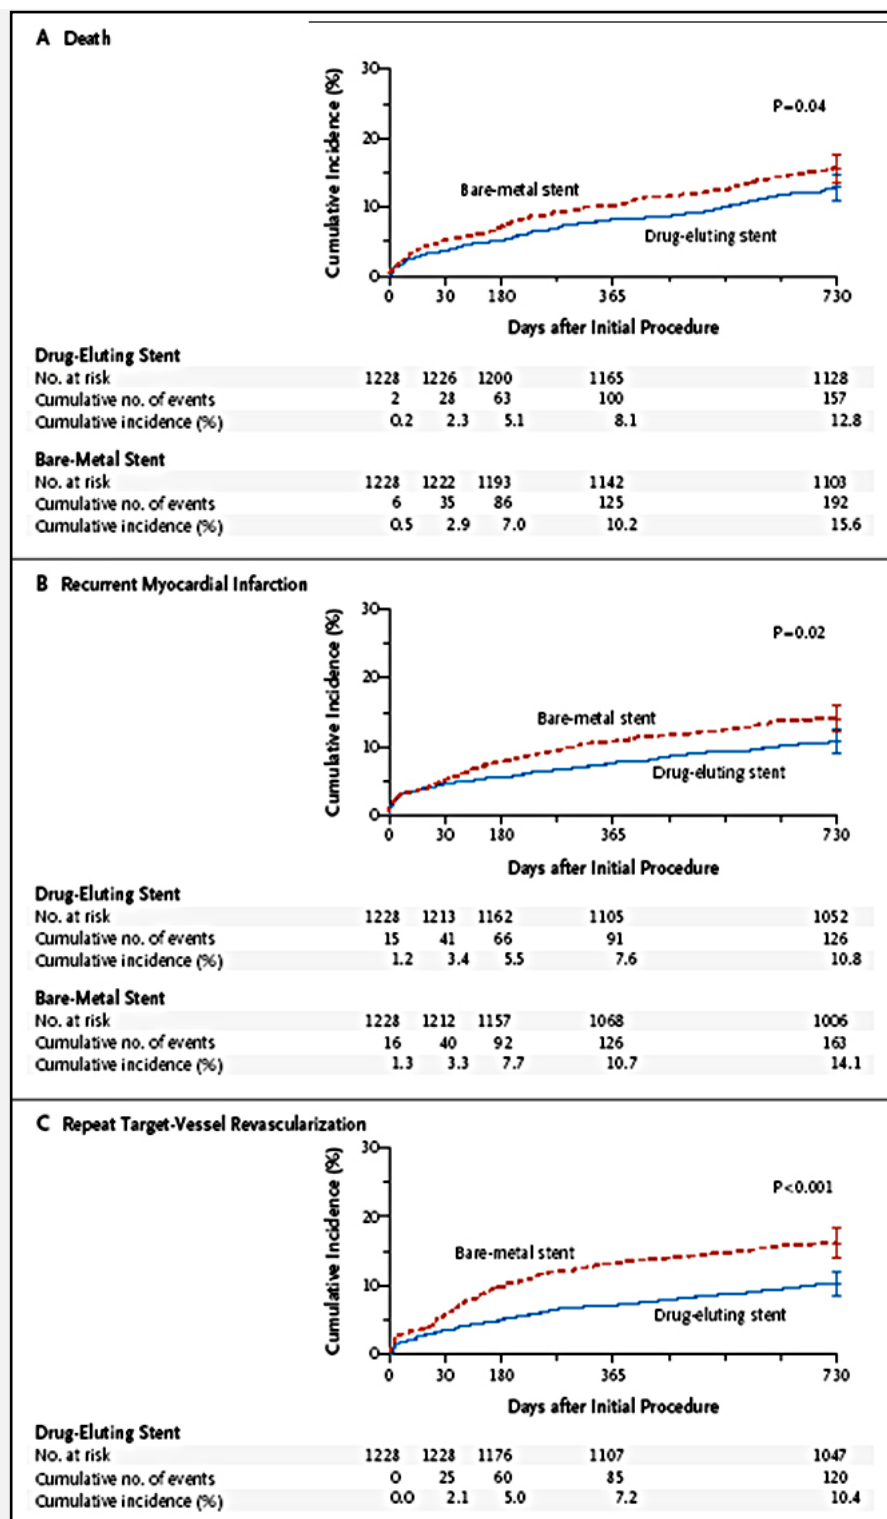 A Death
Cumulative Incidence (%)
30
20
10
0
P=0.04
Bare-metal stent
Drug-eluting stent
0 30 180 365 730
Days after Initial Procedure
Drug-Eluting Stent
No. at risk 1228 1226 1200 1165 1128
Cumulative no. of events 2 28 63 100 157
Cumulative incidence (%) 0.2 2.3 5.1 8.1 12.8
Bare-Metal Stent
No. at risk 1228 1222 1193 1142 1103
Cumulative no. of events 6 35 86 125 192
Cumulative incidence (%) 0.5 2.9 7.0 10.2 15.6
B Recurrent Myocardial Infarction
Cumulative Incidence (%)
30
20
10
0
P=0.02
Bare-metal stent
Drug-eluting stent
0 30 180 365 730
Days after Initial Procedure
Drug-Eluting Stent
No. at risk 1228 1213 1162 1105 1052
Cumulative no. of events 15 41 66 91 126
Cumulative incidence (%) 1.2 3.4 5.5 7.6 10.8
Bare-Metal Stent
No. at risk 1228 1212 1157 1068 1006
Cumulative no. of events 16 40 92 126 163
Cumulative incidence (%) 1.3 3.3 7.7 10.7 14.1
C Repeat Target-Vessel Revascularization
Cumulative Incidence (%)
30
20
10
0
P<0.001
Bare-metal stent
Drug-eluting stent
0 30 180 365 730
Days after Initial Procedure
Drug-Eluting Stent
No. at risk 1228 1228 1176 1107 1047
Cumulative no. of events 0 25 60 85 120
Cumulative incidence (%) 0.0 2.1 5.0 7.2 10.4